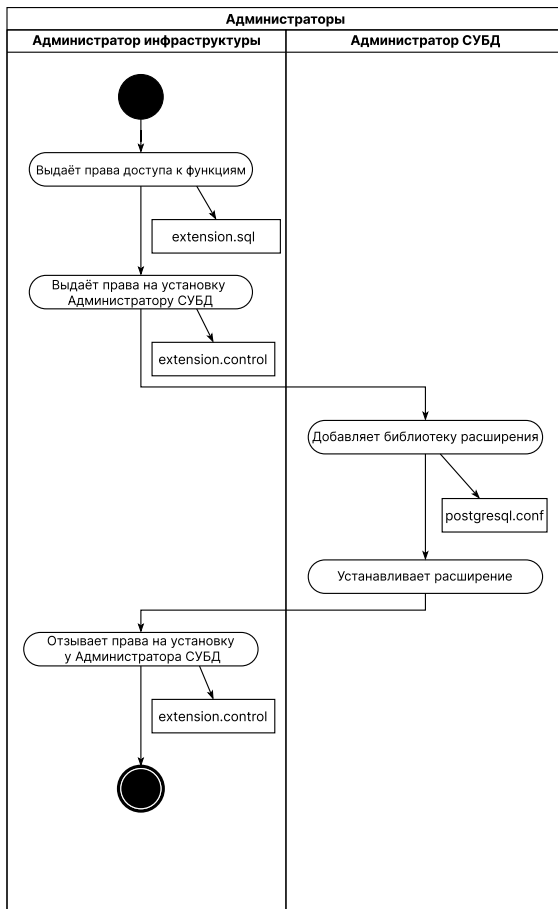 Администраторы
Администратор инфраструктуры
Администратор СУБД
Выдаёт права доступа к функциям
extension.sql
Выдаёт права на установку
Администратору СУБД
extension.control
Добавляет библиотеку расширения
postgresql.conf
Устанавливает расширение
Отзывает права на установку
у Администратора СУБД
extension.control